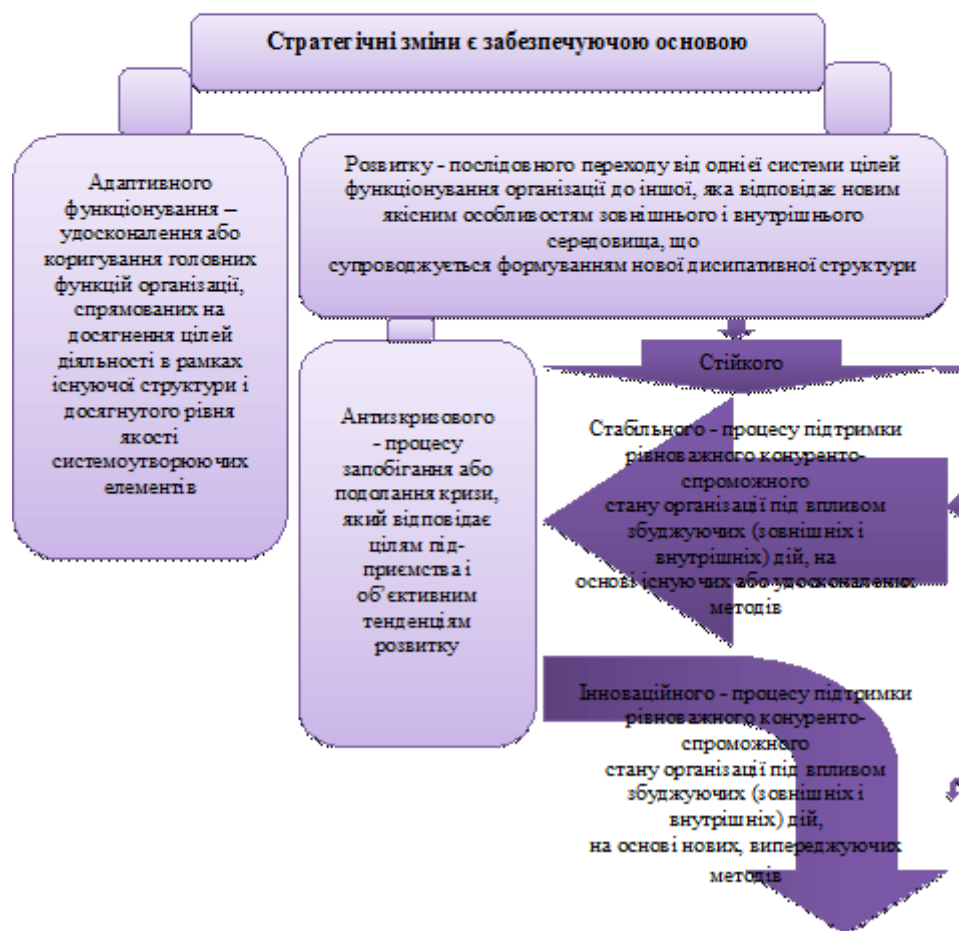 Стратегічні зміни є забезпечуючою основою
Адаптивного
функціонування –
удосконалення або
коригування головних
функцій організації,
спрямованих на
досягнення цілей
діяльності в рамках
існуючої структури і
досягнутого рівня
якості
системоутворюючих
елементів
Розвитку - послідовного переходу від однієї системи цілей
функціонування організації до іншої, яка відповідає новим
якісним особливостям зовнішнього і внутрішнього
середовища, що
супроводжується формуванням нової дисипативної структури
Антизкризового
- процесу
запобігання або
подолання кризи,
який відповідає
цілям під-
приємства і
об'єктивним
тенденціям
розвитку
Стійкого
Стабільного - процесу підтримки
рівноважного конкуренто-
спроможного
стану організації під впливом
збуджуючих (зовнішніх і
внутрішніх) дій, на
основі існуючих або удосконалених
методів
Інноваційного - процесу підтримки
рівноважного конкуренто-
спроможного
стану організації під впливом
збуджуючих (зовнішніх і
внутрішніх) дій,
на основі нових, випереджуючих
методів